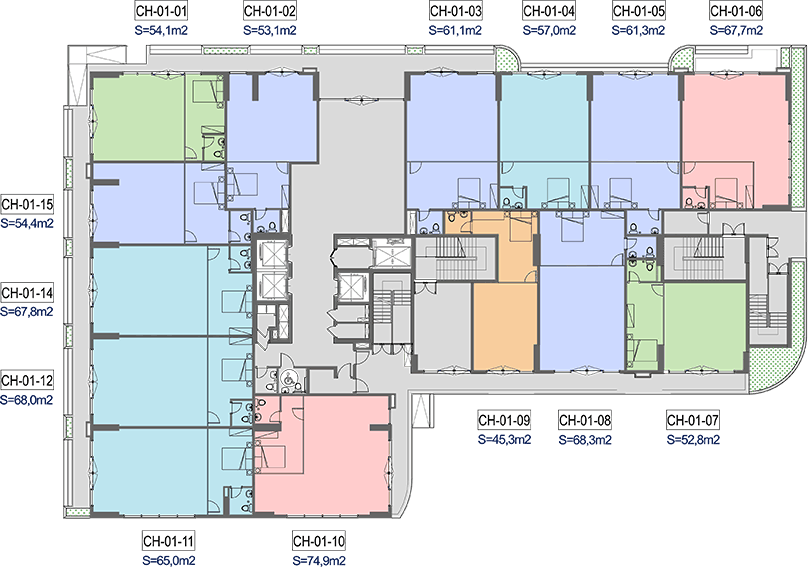 CH-01-01
S=54,1m2
CH-01-02
S=53,1m2
CH-01-03
S=61,1m2
CH-01-04
S=57,0m2
CH-01-05
S=61,3m2
CH-01-06
S=67,7m2
CH-01-15
S=54,4m2
CH-01-14
S=67,8m2
CH-01-12
S=68,0m2
CH-01-09
S=45,3m2
CH-01-08
S=68,3m2
CH-01-07
S=52,8m2
CH-01-11
S=65,0m2
CH-01-10
S=74,9m2